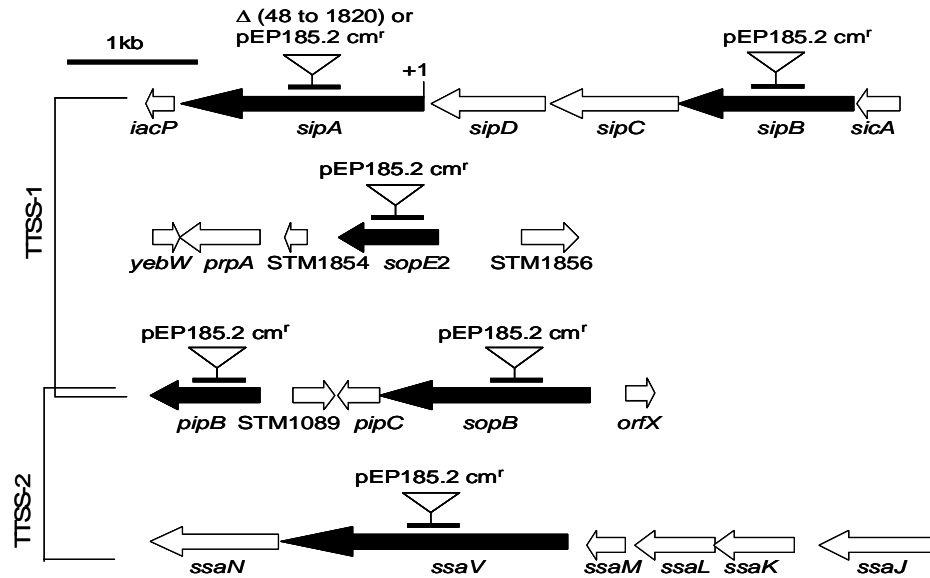 Δ (48 to 1820) or
1kb pEP185.2 cmʳ pEP185.2 cmʳ
+1
iacP sipA sipD sipC sipB sicA
TTSS-1
pEP185.2 cmʳ
yebW prpA STM1854 sopE2 STM1856
pEP185.2 cmʳ pEP185.2 cmʳ
pipB STM1089 pipC sopB orfX
TTSS-2
pEP185.2 cmʳ
ssaN ssaV ssaM ssaL ssaK ssaJ